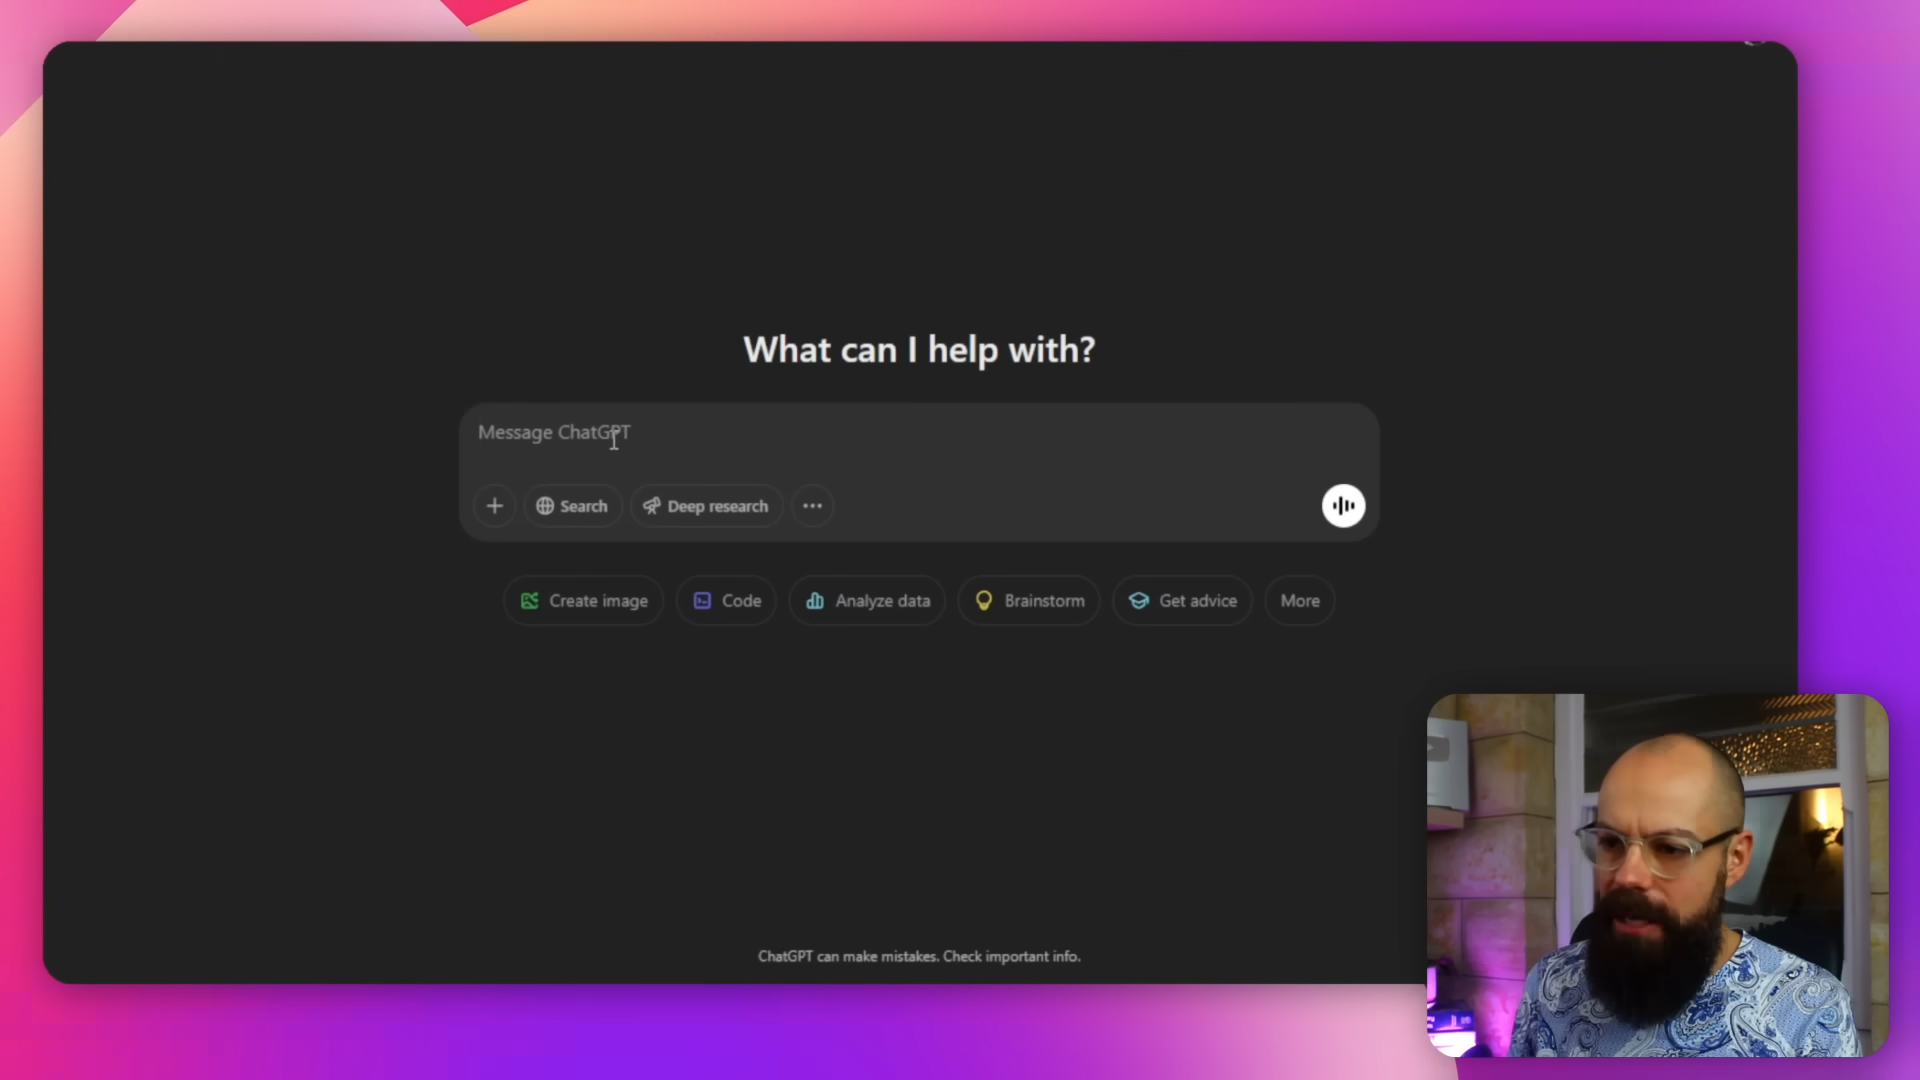 What can I help with?
Message ChatGPT
Search
Deep research
Create image
Code
Analyze data
Brainstorm
Get advice
More
ChatGPT can make mistakes. Check important info.